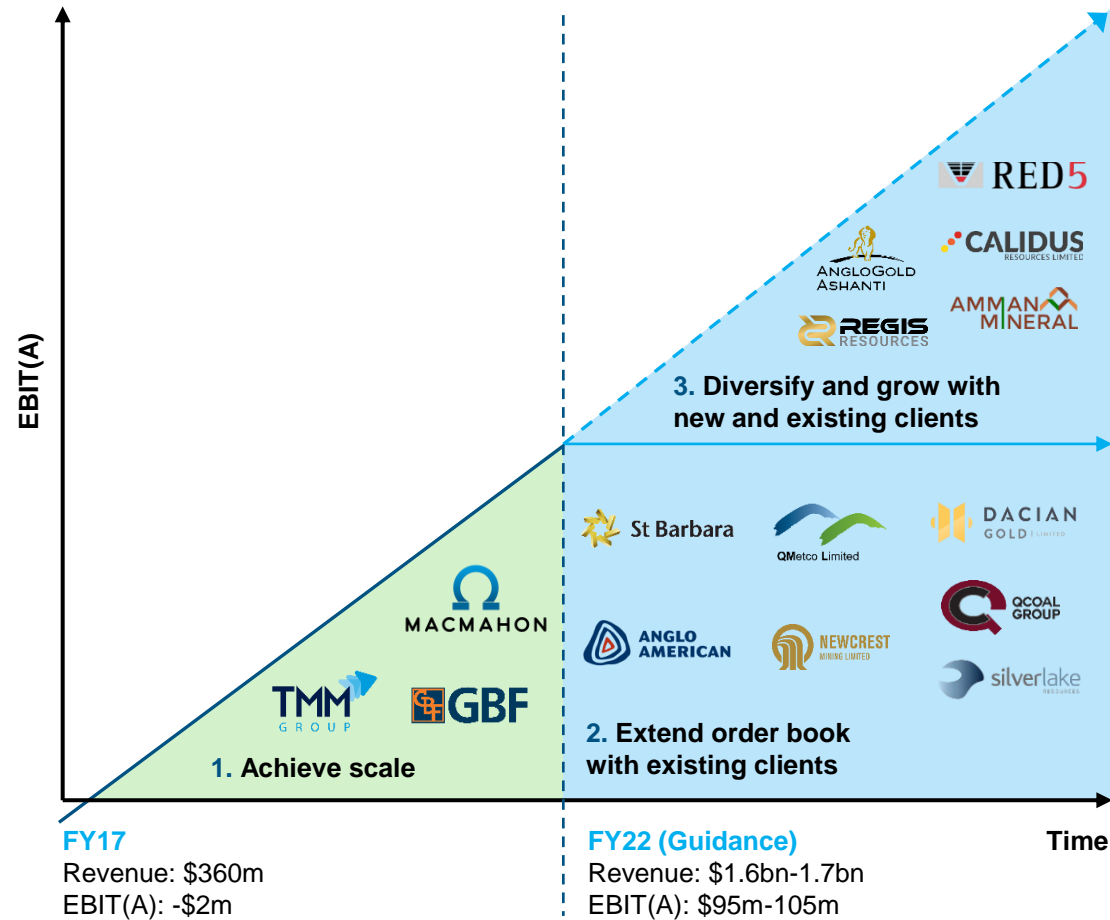 EBIT(A)
RED5
ANGLOGOLD
ASHANTI
CALIDUS
RESOURCES LIMITED
REGIS
RESOURCES
AMMAN
MINERAL
3. Diversify and grow with
new and existing clients
St Barbara
QMetco Limited
DACIAN
GOLD | LIMITED
MACMAHON
QCOAL
GROUP
ANGLO
AMERICAN
NEWCREST
MINING LIMITED
silverlake
RESOURCES
TMM
GROUP
GBF
GBF
2. Extend order book
with existing clients
1. Achieve scale
FY17
Revenue: $360m
EBIT(A): -$2m
FY22 (Guidance)
Revenue: $1.6bn-1.7bn
EBIT(A): $95m-105m
Time